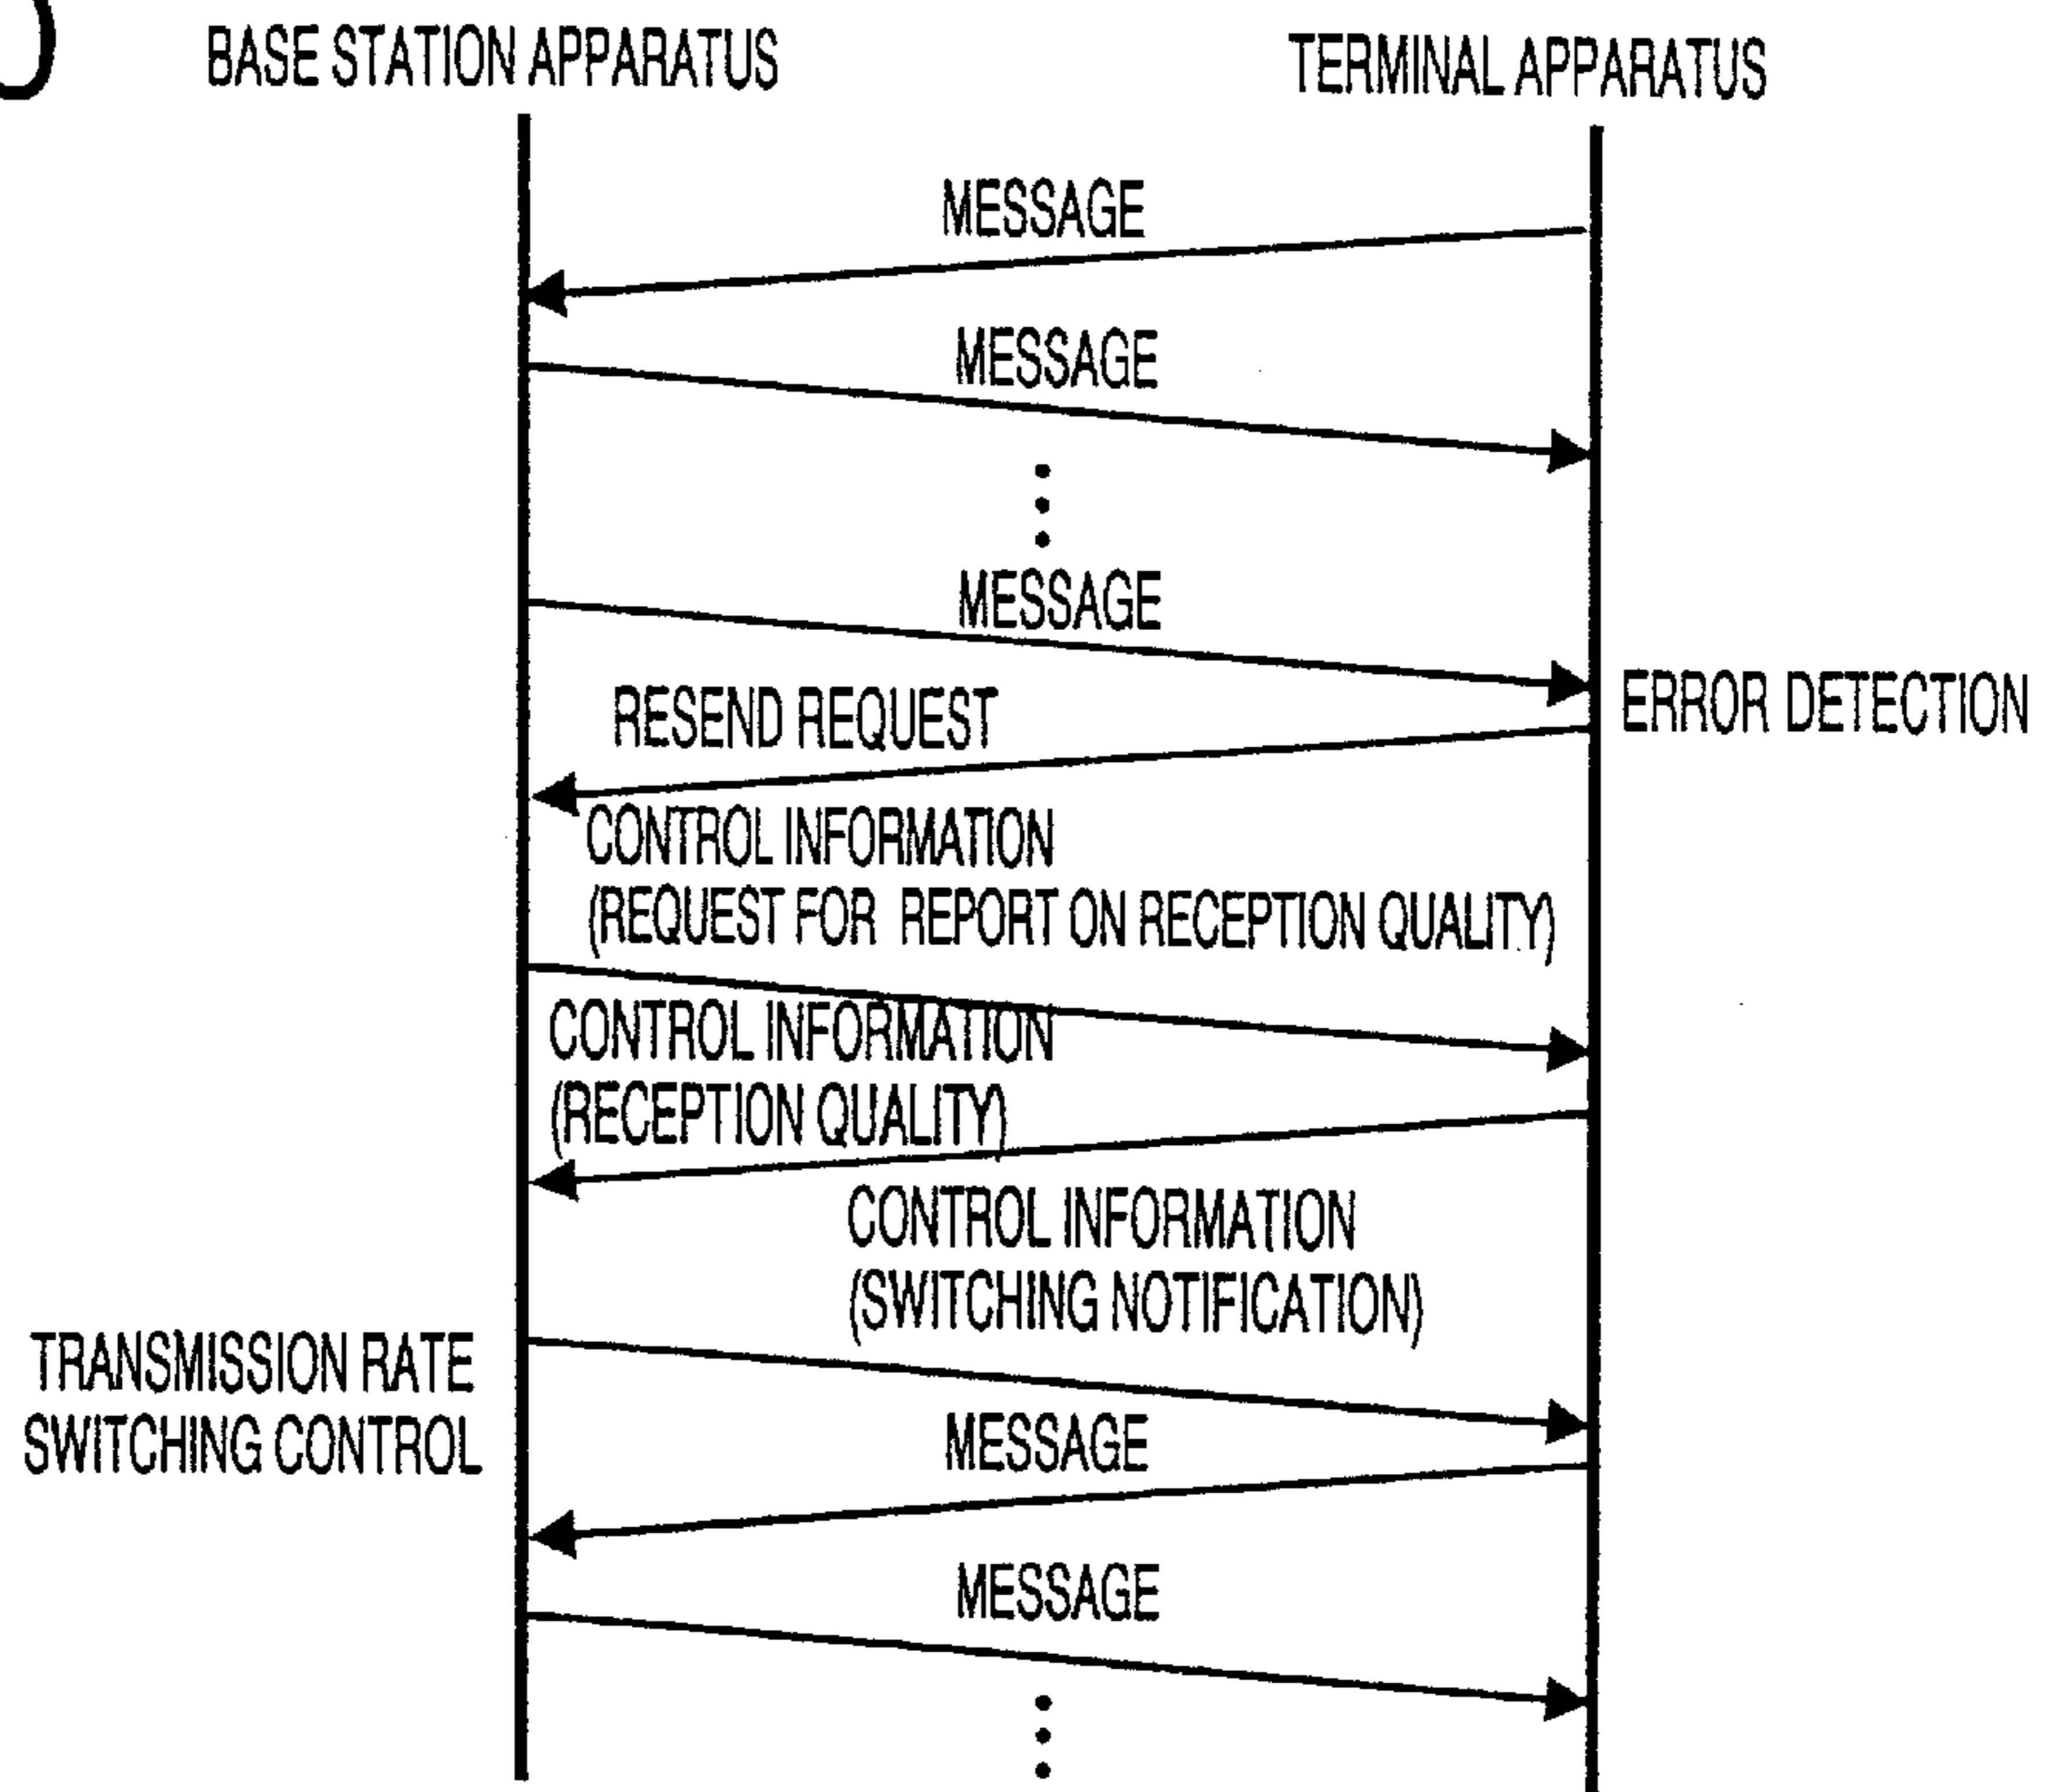 BASE STATION APPARATUS
TERMINAL APPARATUS
MESSAGE
MESSAGE
MESSAGE
ERROR DETECTION
RESEND REQUEST
CONTROL INFORMATION
(REQUEST FOR REPORT ON RECEPTION QUALITY)
CONTROL INFORMATION
(RECEPTION QUALITY)
CONTROL INFORMATION
(SWITCHING NOTIFICATION)
TRANSMISSION RATE
SWITCHING CONTROL
MESSAGE
MESSAGE